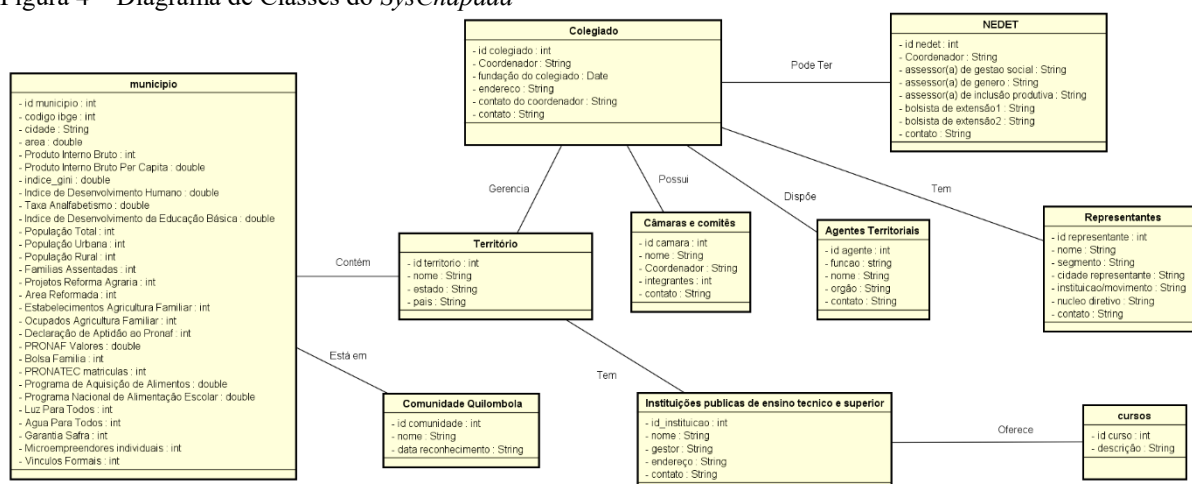 Figura 4 – Diagrama de Classes do SysChapada
município
- id municipio : int
- codigo ibge : int
- cidade : String
- area : double
- Produto Interno Bruto : int
- Produto Interno Bruto Per Capita : double
- indice_gini : double
- Indice de Desenvolvimento Humano : double
- Taxa Analfabetismo : double
- Indice de Desenvolvimento da Educação Básica : double
- População Total : int
- População Urbana : int
- População Rural : int
- Familias Assentadas : int
- Projetos Reforma Agraria : int
- Area Reformada : int
- Estabelecimentos Agricultura Familiar : int
- Ocupados Agricultura Familiar : int
- Declaração de Aptidão ao Pronaf : int
- PRONAF Valores : double
- Bolsa Familia : int
- PRONATEC matriculas : int
- Programa de Aquisição de Alimentos : double
- Programa Nacional de Alimentação Escolar : double
- Luz Para Todos : int
- Agua Para Todos : int
- Garantia Safra : int
- Microempreendores individuais : int
- Vinculos Formais : int
Colegiado
- id colegiado : int
- Coordenador : String
- fundação do colegiado : Date
- endereco : String
- contato do coordenador : String
- contato : String
Pode Ter
NEDET
- id nedet : int
- Coordenador : String
- assessor(a) de gestao social : String
- assessor(a) de genero : String
- assessor(a) de inclusão produtiva : String
- bolsista de extensão1 : String
- bolsista de extensão2 : String
- contato : String
Gerencia
Possui
Dispõe
Tem
Contém
Território
- id territorio : int
- nome : String
- estado : String
- pais : String
Câmaras e comitês
- id camara : int
- nome : String
- Coordenador : String
- integrantes : int
- contato : String
Agentes Territoriais
- id agente : int
- funcao : string
- nome : String
- orgão : String
- contato : String
Representantes
- id representante : int
- nome : String
- segmento : String
- cidade representante : String
- instituicao/movimento : String
- nucleo diretivo : String
- contato : String
Está em
Tem
Comunidade Quilombola
- id comunidade : int
- nome : String
- data reconhecimento : String
Instituições publicas de ensino tecnico e superior
- id_instituicao : int
- nome : String
- gestor : String
- endereço : String
- contato : String
Oferece
cursos
- id curso : int
- descrição : String